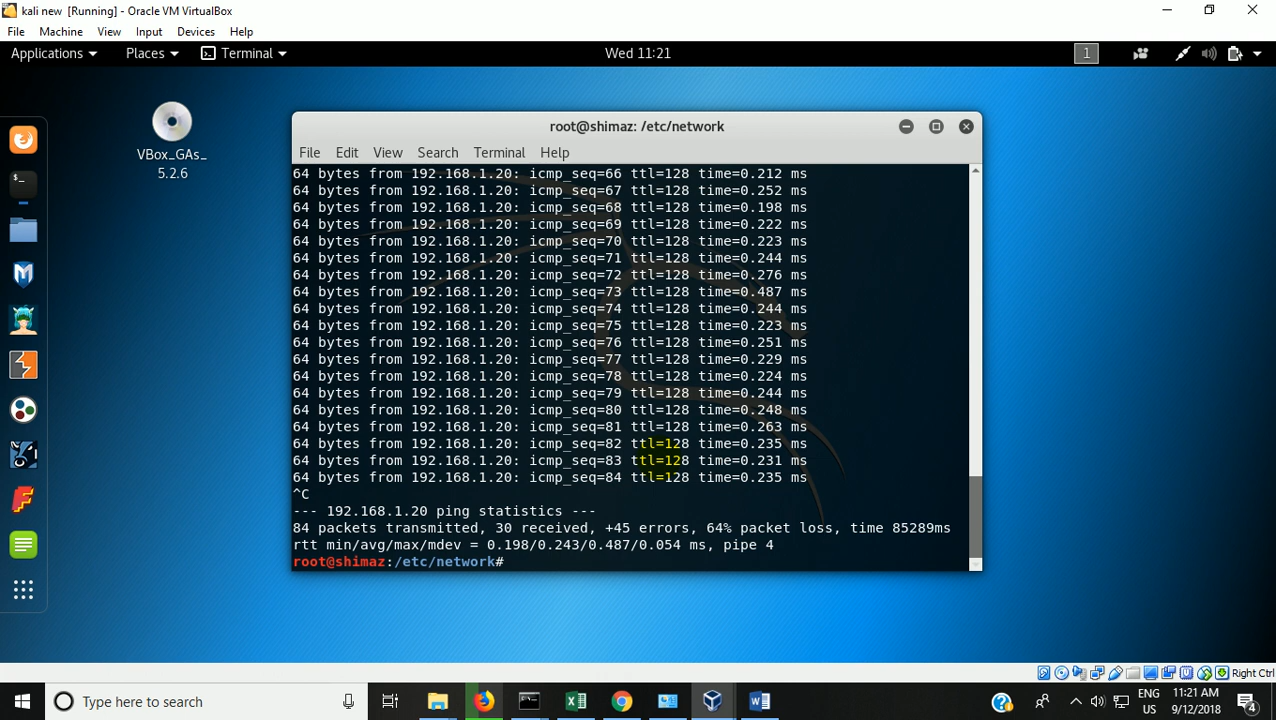 kali new [Running] - Oracle VM VirtualBox
File Machine View Input Devices Help
Applications Places Terminal Wed 11:21 1
VBox_GAs_
5.2.6
root@shimaz: /etc/network
File Edit View Search Terminal Help
64 bytes from 192.168.1.20: icmp_seq=66 ttl=128 time=0.212 ms
64 bytes from 192.168.1.20: icmp_seq=67 ttl=128 time=0.252 ms
64 bytes from 192.168.1.20: icmp_seq=68 ttl=128 time=0.198 ms
64 bytes from 192.168.1.20: icmp_seq=69 ttl=128 time=0.222 ms
64 bytes from 192.168.1.20: icmp_seq=70 ttl=128 time=0.223 ms
64 bytes from 192.168.1.20: icmp_seq=71 ttl=128 time=0.244 ms
64 bytes from 192.168.1.20: icmp_seq=72 ttl=128 time=0.276 ms
64 bytes from 192.168.1.20: icmp_seq=73 ttl=128 time=0.487 ms
64 bytes from 192.168.1.20: icmp_seq=74 ttl=128 time=0.244 ms
64 bytes from 192.168.1.20: icmp_seq=75 ttl=128 time=0.223 ms
64 bytes from 192.168.1.20: icmp_seq=76 ttl=128 time=0.251 ms
64 bytes from 192.168.1.20: icmp_seq=77 ttl=128 time=0.229 ms
64 bytes from 192.168.1.20: icmp_seq=78 ttl=128 time=0.224 ms
64 bytes from 192.168.1.20: icmp_seq=79 ttl=128 time=0.244 ms
64 bytes from 192.168.1.20: icmp_seq=80 ttl=128 time=0.248 ms
64 bytes from 192.168.1.20: icmp_seq=81 ttl=128 time=0.263 ms
64 bytes from 192.168.1.20: icmp_seq=82 ttl=128 time=0.235 ms
64 bytes from 192.168.1.20: icmp_seq=83 ttl=128 time=0.231 ms
64 bytes from 192.168.1.20: icmp_seq=84 ttl=128 time=0.235 ms
^C
--- 192.168.1.20 ping statistics ---
84 packets transmitted, 30 received, +45 errors, 64% packet loss, time 85289ms
rtt min/avg/max/mdev = 0.198/0.243/0.487/0.054 ms, pipe 4
root@shimaz:/etc/network#
Right Ctrl
Type here to search
ENG
US
11:21 AM
9/12/2018
4